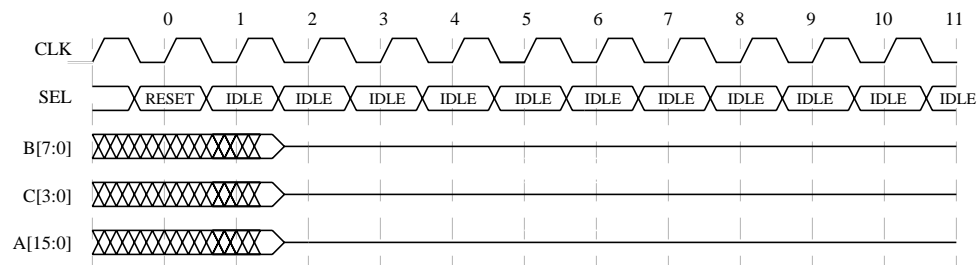 0 1 2 3 4 5 6 7 8 9 10 11
CLK
SEL RESET IDLE IDLE IDLE IDLE IDLE IDLE IDLE IDLE IDLE IDLE IDLE
B[7:0]
C[3:0]
A[15:0]